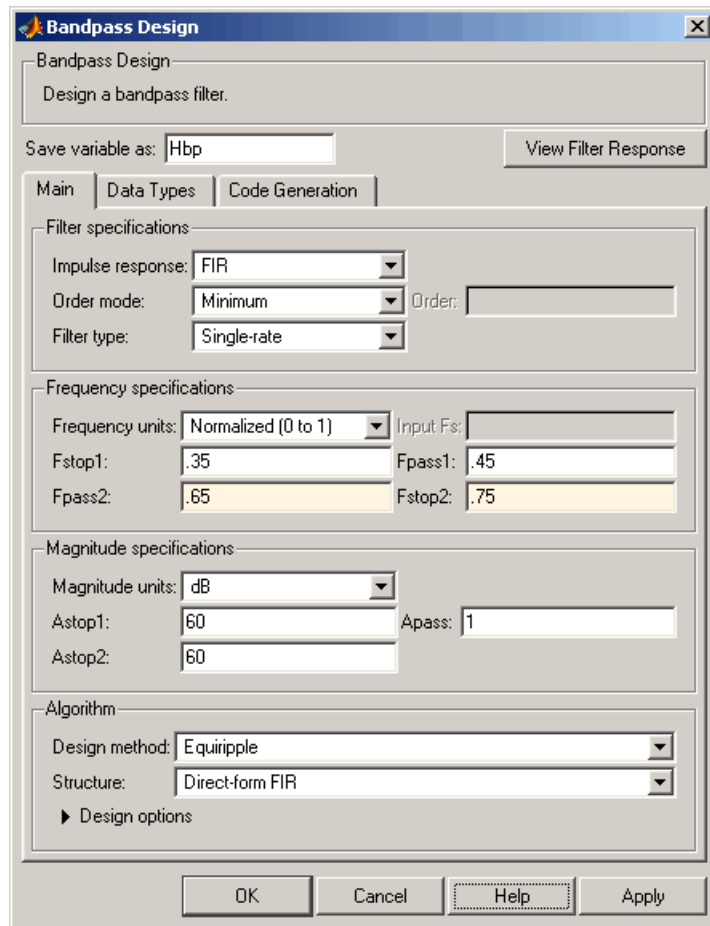 Bandpass Design
Bandpass Design
Design a bandpass filter.
Save variable as: Hbp View Filter Response
Main Data Types Code Generation
Filter specifications
Impulse response: FIR
Order mode: Minimum Order:
Filter type: Single-rate
Frequency specifications
Frequency units: Normalized (0 to 1) Input Fs:
Fstop1: .35 Fpass1: .45
Fpass2: .65 Fstop2: .75
Magnitude specifications
Magnitude units: dB
Astop1: 60 Apass: 1
Astop2: 60
Algorithm
Design method: Equiripple
Structure: Direct-form FIR
Design options
OK Cancel Help Apply